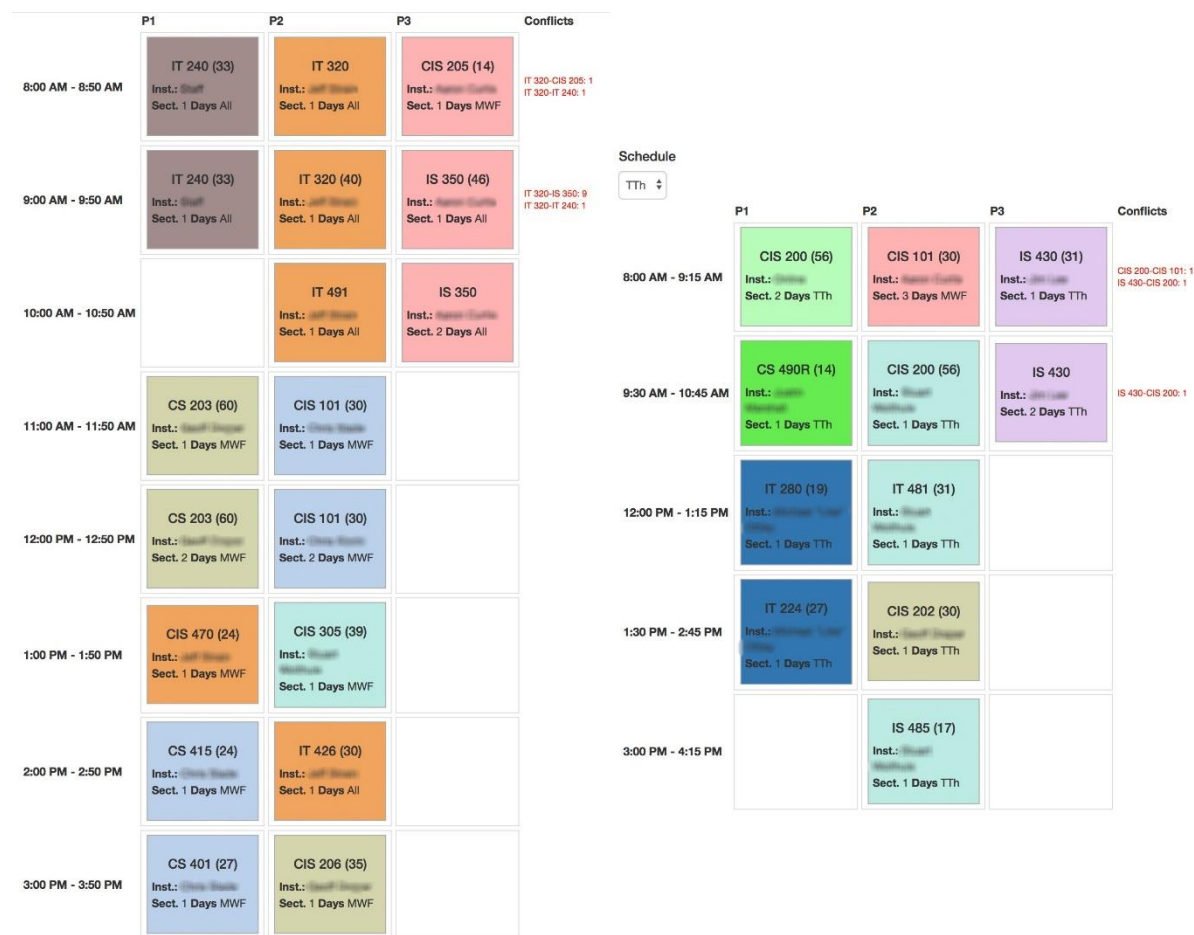 P1 P2 P3 Conflicts
8:00 AM - 8:50 AM
IT 240 (33)
Inst.:
Sect. 1 Days All
IT 320
Inst.:
Sect. 1 Days All
CIS 205 (14)
Inst.:
Sect. 1 Days MWF
IT 320-CIS 205: 1
IT 320-IT 240: 1
9:00 AM - 9:50 AM
IT 240 (33)
Inst.:
Sect. 1 Days All
IT 320 (40)
Inst.:
Sect. 1 Days All
IS 350 (46)
Inst.:
Sect. 1 Days All
IT 320-IS 350: 9
IT 320-IT 240: 1
10:00 AM - 10:50 AM
IT 491
Inst.:
Sect. 1 Days All
IS 350
Inst.:
Sect. 2 Days All
11:00 AM - 11:50 AM
CS 203 (60)
Inst.:
Sect. 1 Days MWF
CIS 101 (30)
Inst.:
Sect. 1 Days MWF
12:00 PM - 12:50 PM
CS 203 (60)
Inst.:
Sect. 2 Days MWF
CIS 101 (30)
Inst.:
Sect. 2 Days MWF
1:00 PM - 1:50 PM
CIS 470 (24)
Inst.:
Sect. 1 Days MWF
CIS 305 (39)
Inst.:
Sect. 1 Days MWF
2:00 PM - 2:50 PM
CS 415 (24)
Inst.:
Sect. 1 Days MWF
IT 426 (30)
Inst.:
Sect. 1 Days All
3:00 PM - 3:50 PM
CS 401 (27)
Inst.:
Sect. 1 Days MWF
CIS 206 (35)
Inst.:
Sect. 1 Days MWF
Schedule
TTh
P1 P2 P3 Conflicts
8:00 AM - 9:15 AM
CIS 200 (56)
Inst.:
Sect. 2 Days TTh
CIS 101 (30)
Inst.:
Sect. 3 Days MWF
IS 430 (31)
Inst.:
Sect. 1 Days TTh
CIS 200-CIS 101: 1
IS 430-CIS 200: 1
9:30 AM - 10:45 AM
CS 490R (14)
Inst.:
Sect. 1 Days TTh
CIS 200 (56)
Inst.:
Sect. 1 Days TTh
IS 430
Inst.:
Sect. 2 Days TTh
IS 430-CIS 200: 1
12:00 PM - 1:15 PM
IT 280 (19)
Inst.:
Sect. 1 Days TTh
IT 481 (31)
Inst.:
Sect. 1 Days TTh
1:30 PM - 2:45 PM
IT 224 (27)
Inst.:
Sect. 1 Days TTh
CIS 202 (30)
Inst.:
Sect. 1 Days TTh
3:00 PM - 4:15 PM
IS 485 (17)
Inst.:
Sect. 1 Days TTh